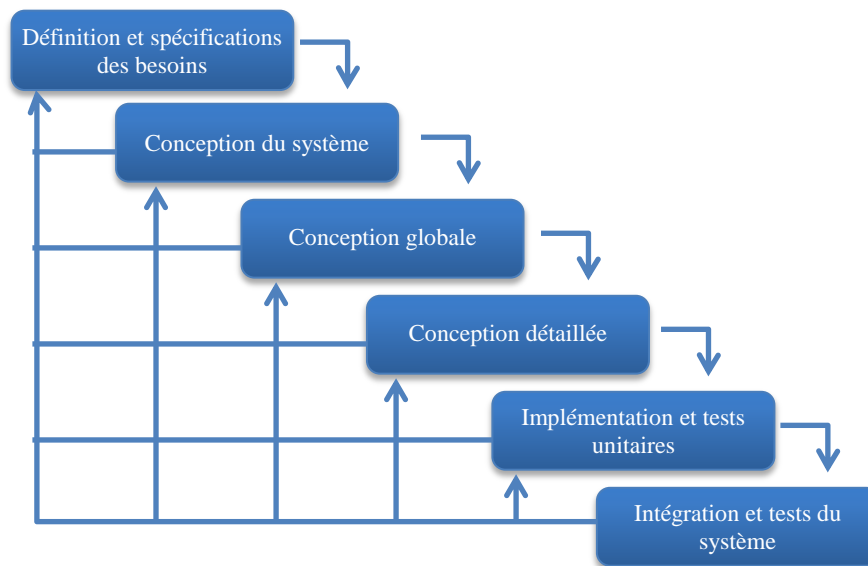 Définition et spécifications
des besoins
Conception du système
Conception globale
Conception détaillée
Implémentation et tests
unitaires
Intégration et tests du
système